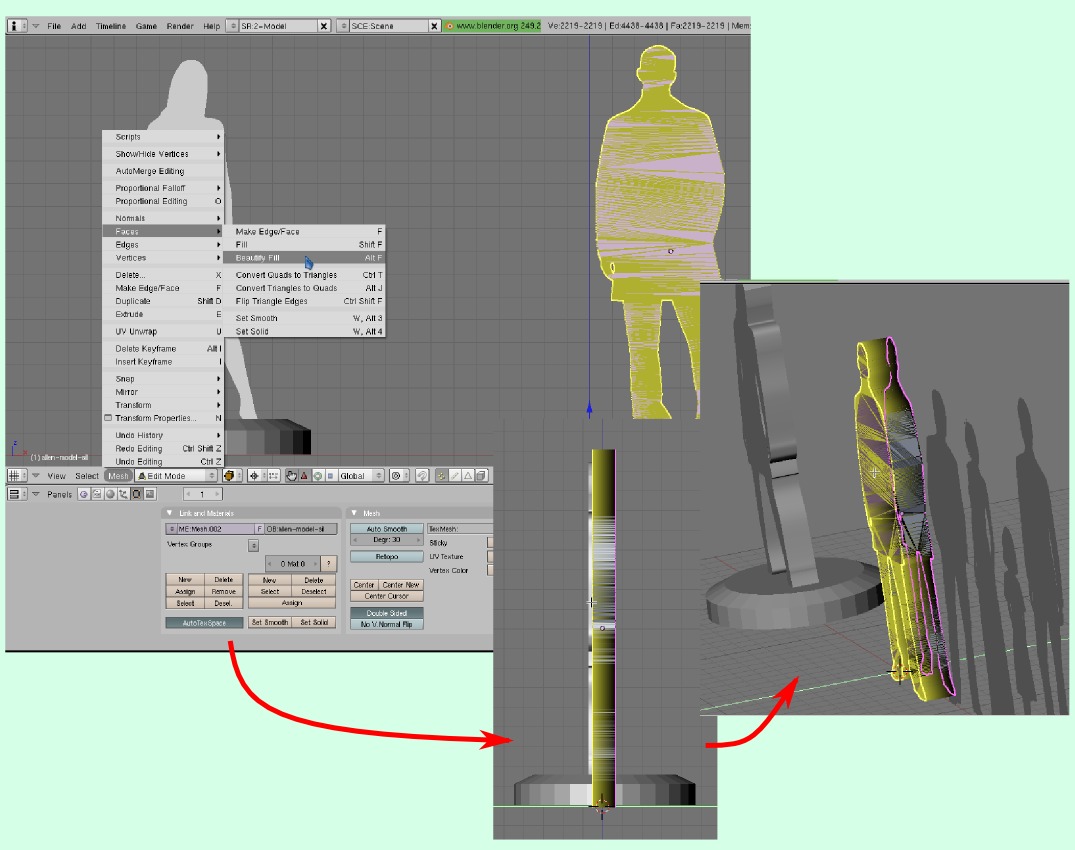 File Add Timeline Game Render Help SR:2=Model SCE:Scene www.blender.org 249.2 Ve:2219-2219 | Ed:4438-4438 | Fa:2219-2219 | Mem:
Scripts
Show/Hide Vertices
AutoMerge Editing
Proportional Falloff
Proportional Editing O
Normals
Faces
Edges
Vertices
Delete... X
Make Edge/Face F
Duplicate Shift D
Extrude E
UV Unwrap U
Delete Keyframe Alt I
Insert Keyframe I
Snap
Mirror
Transform
Transform Properties... N
Undo History
Redo Editing Ctrl Shift Z
Undo Editing Ctrl Z
Make Edge/Face F
Fill Shift F
Beautify Fill Alt F
Convert Quads to Triangles Ctrl T
Convert Triangles to Quads Alt J
Flip Triangle Edges Ctrl Shift F
Set Smooth W, Alt 3
Set Solid W, Alt 4
View Select Mesh Edit Mode Global
Panels 1
Link and Materials
ME:Mesh.002 F OB:silen-model-sil
Vertex Groups
0 Mat 0 ?
New Delete New Delete
Assign Remove Select Deselect
Select Desel. Assign
AutoTexSpace Set Smooth Set Solid
Mesh
Auto Smooth TexMesh:
Degr: 30 Sticky
Retopo UV Texture
Vertex Color
Center Center New
Center Cursor
Double Sided
No V.Normal Flip